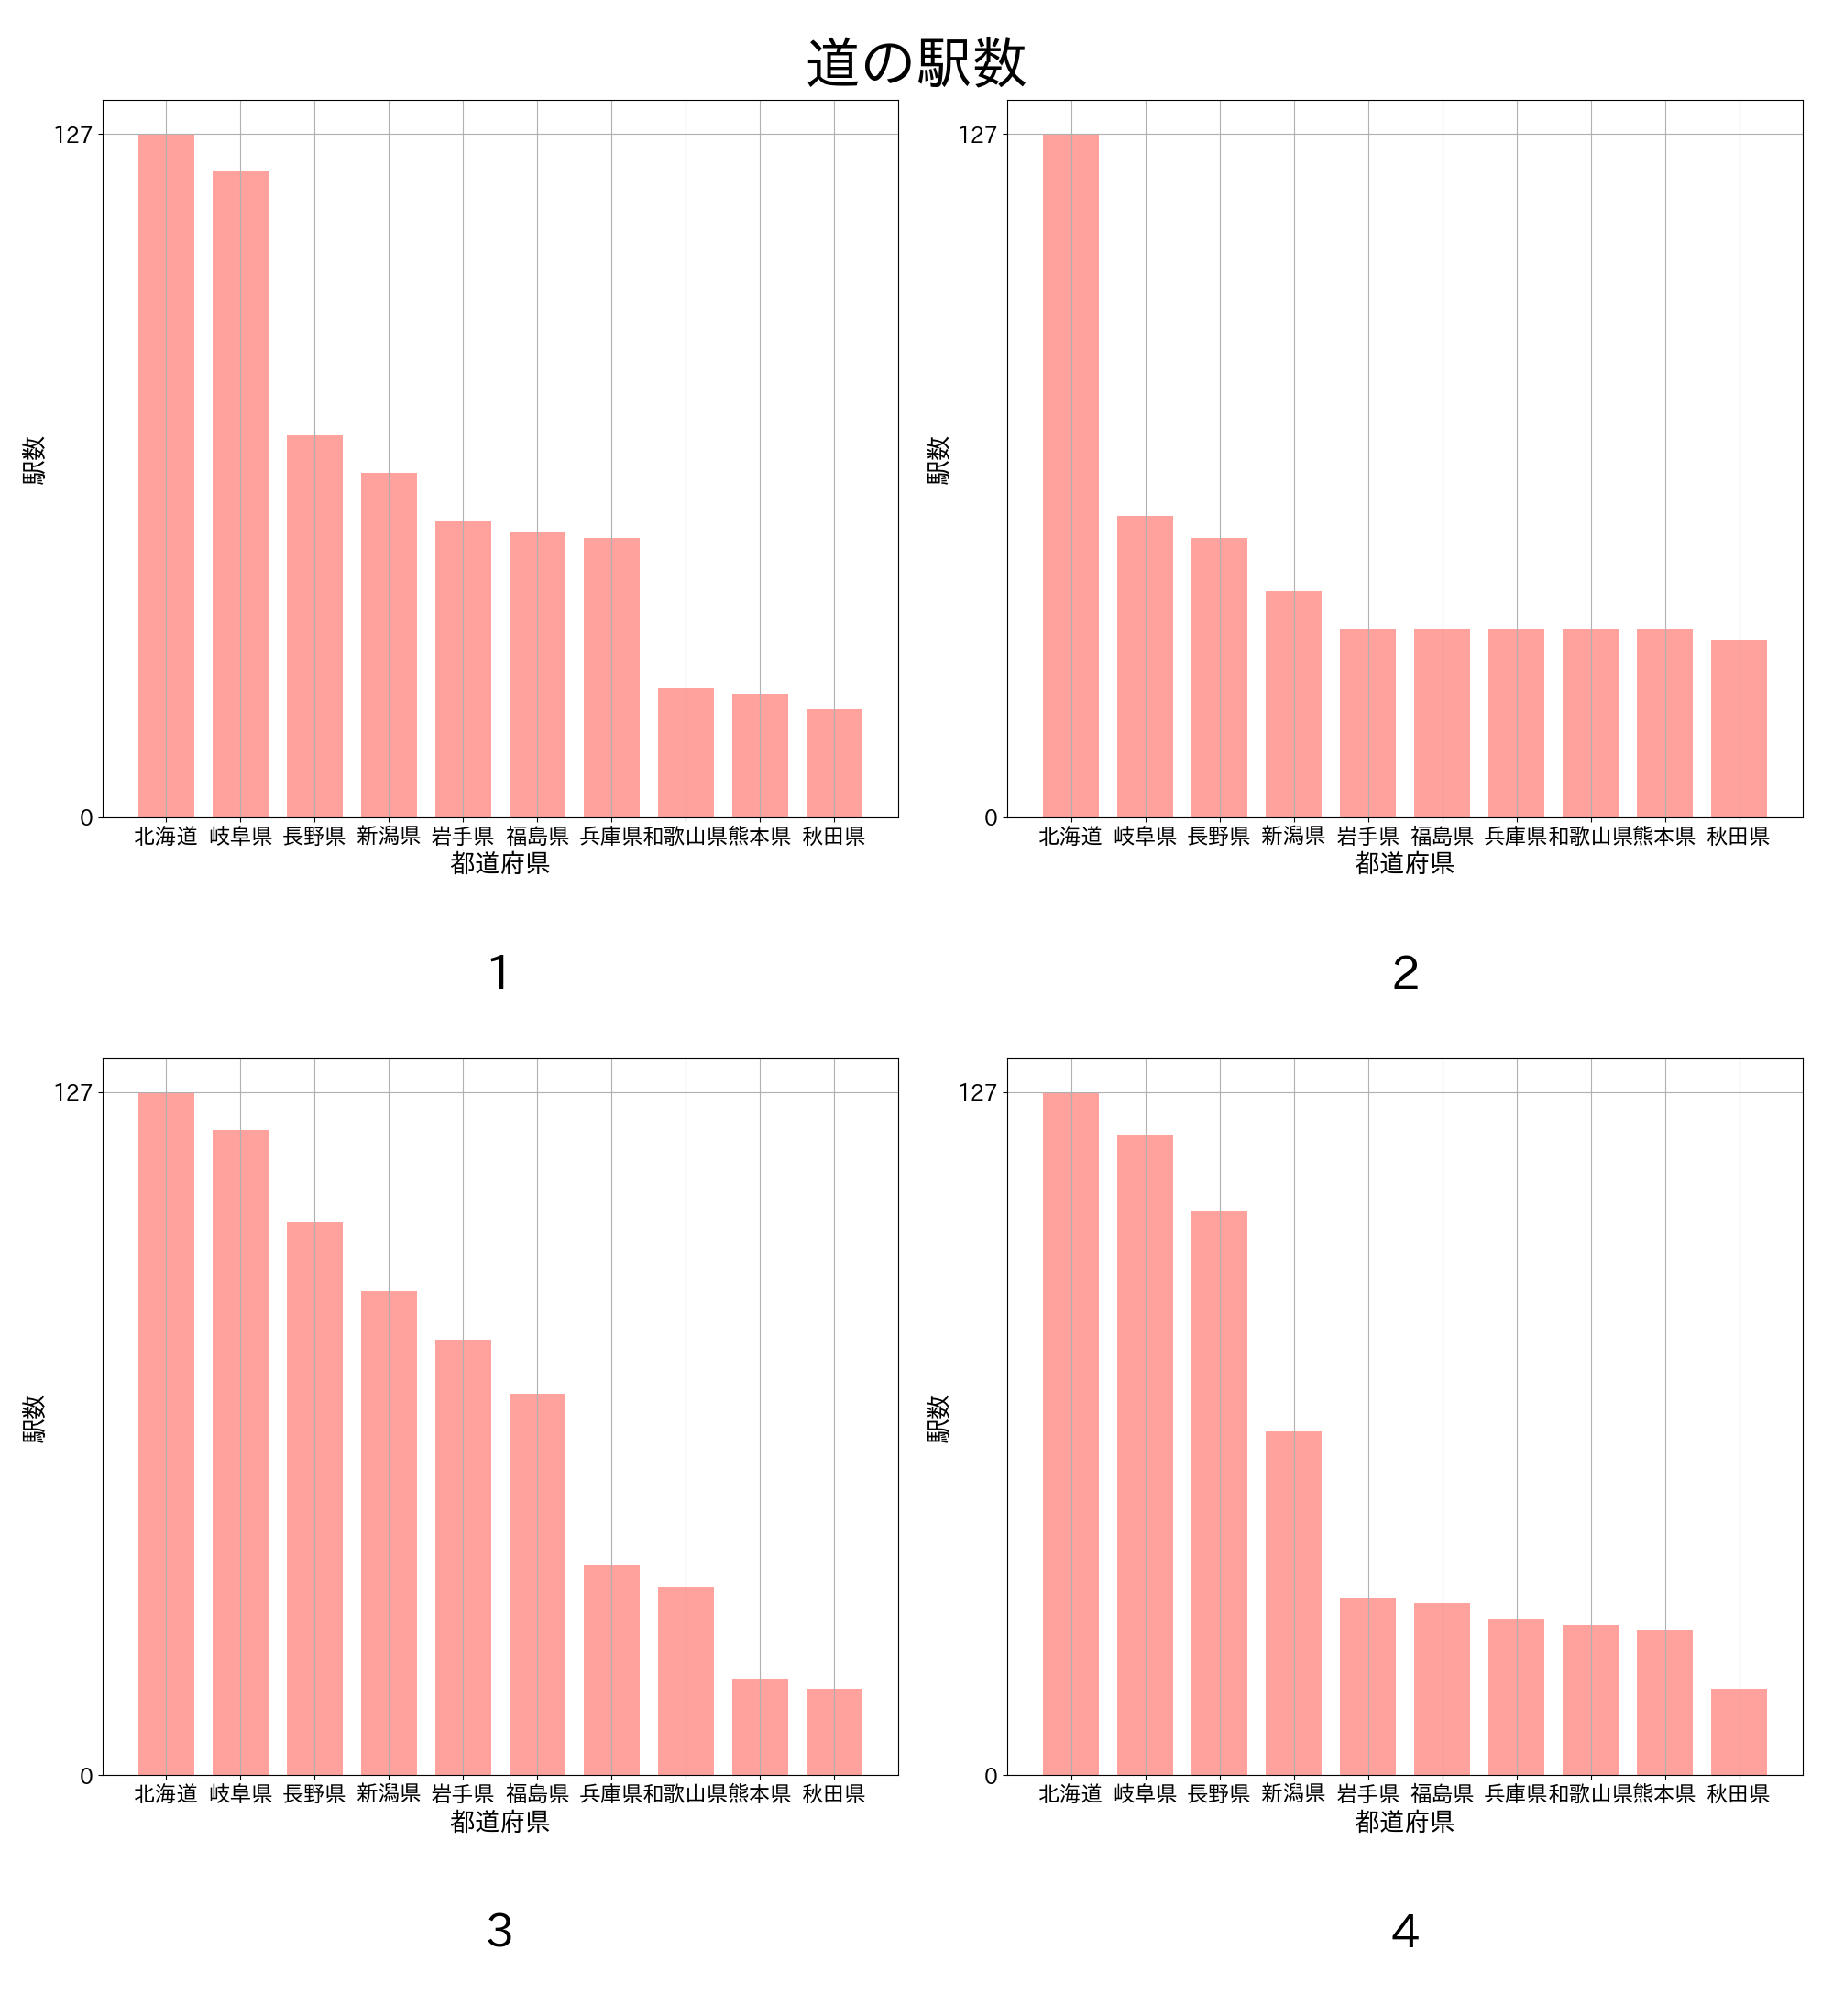 道の駅数
127
0
駅数
北海道 岐阜県 長野県 新潟県 岩手県 福島県 兵庫県 和歌山県 熊本県 秋田県
都道府県
1
127
0
駅数
北海道 岐阜県 長野県 新潟県 岩手県 福島県 兵庫県 和歌山県 熊本県 秋田県
都道府県
2
127
0
駅数
北海道 岐阜県 長野県 新潟県 岩手県 福島県 兵庫県 和歌山県 熊本県 秋田県
都道府県
3
127
0
駅数
北海道 岐阜県 長野県 新潟県 岩手県 福島県 兵庫県 和歌山県 熊本県 秋田県
都道府県
4